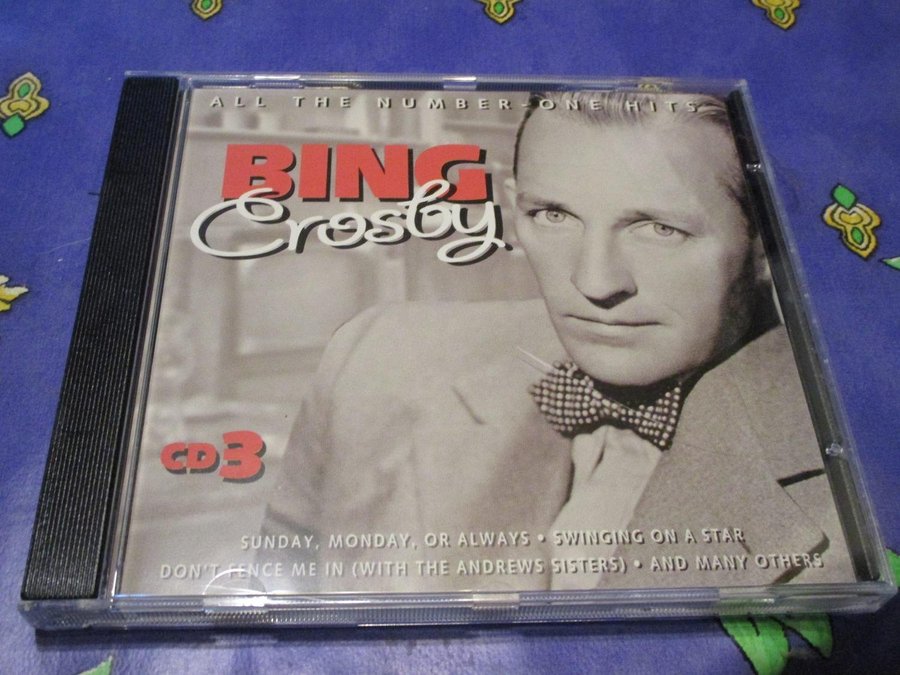 ALL THE NUMBER-ONE HITS
BING
Crosby
CD3
SUNDAY, MONDAY, OR ALWAYS • SWINGING ON A STAR
DON'T FENCE ME IN (WITH THE ANDREWS SISTERS) • AND MANY OTHERS